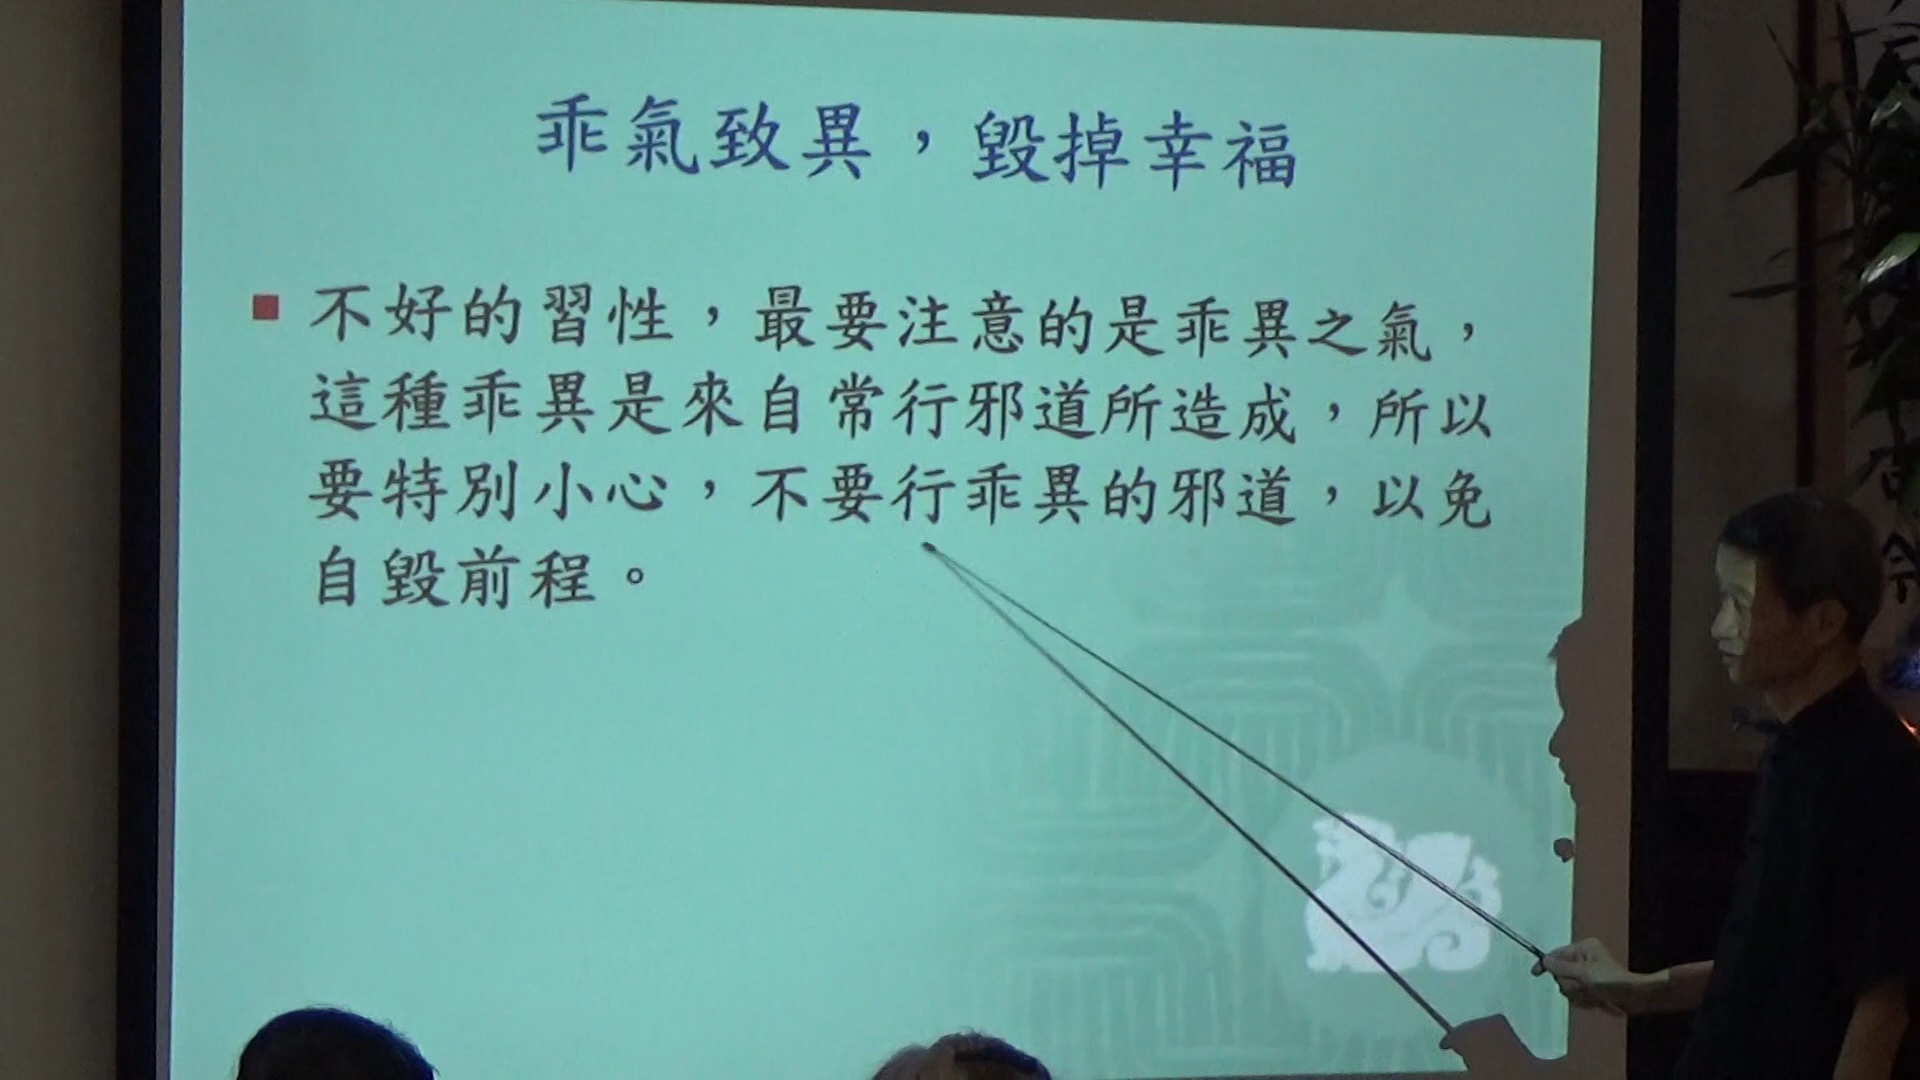 乖氣致異，毀掉幸福
不好的習性，最要注意的是乖異之氣，
這種乖異是來自常行邪道所造成，所以
要特別小心，不要行乖異的邪道，以免
自毀前程。